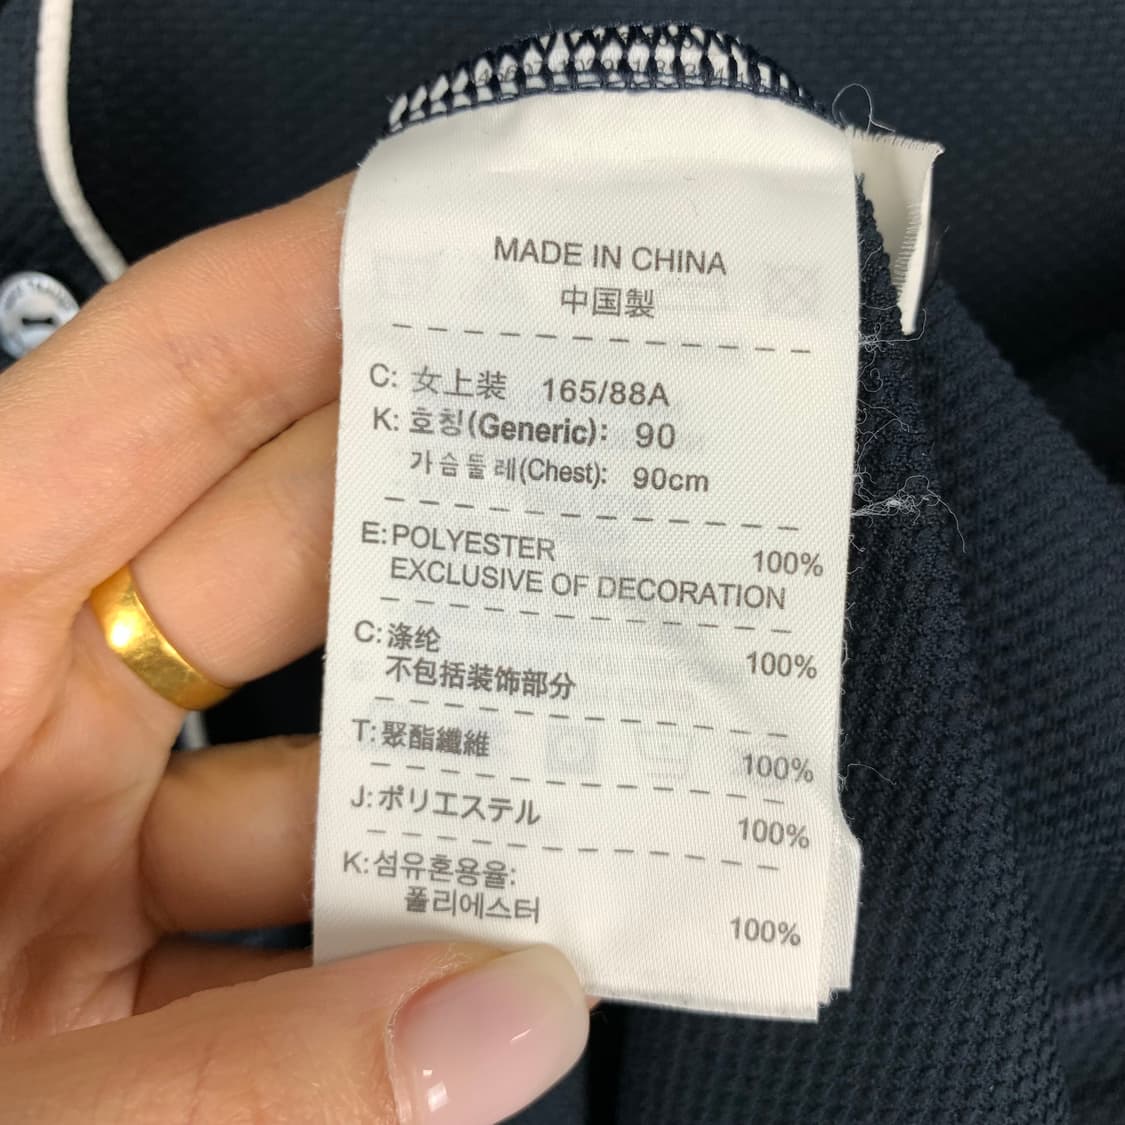 MADE IN CHINA
中国製
C: 女上装 165/88A
K: 호칭(Generic): 90
가슴둘레(Chest): 90cm
E: POLYESTER 100%
EXCLUSIVE OF DECORATION
C: 涤纶 100%
不包括装饰部分
T: 聚酯纖維 100%
J: ポリエステル 100%
K: 섬유혼용율:
폴리에스터 100%